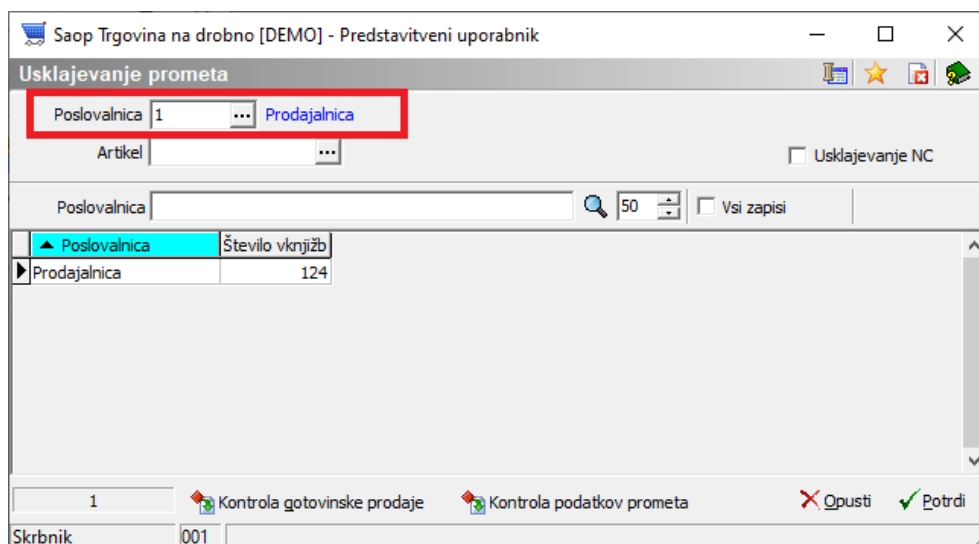 Saop Trgovina na drobno [DEMO] - Predstavitveni uporabnik
Usklajevanje prometa
Poslovalnica 1 ... Prodajalnica
Artikel ... Usklajevanje NC
Poslovalnica 50 Vsi zapisi
Poslovalnica Število vknjižb
Prodajalnica 124
1 Kontrola gotovinske prodaje Kontrola podatkov prometa Opusti Potrdi
Skrbnik 001